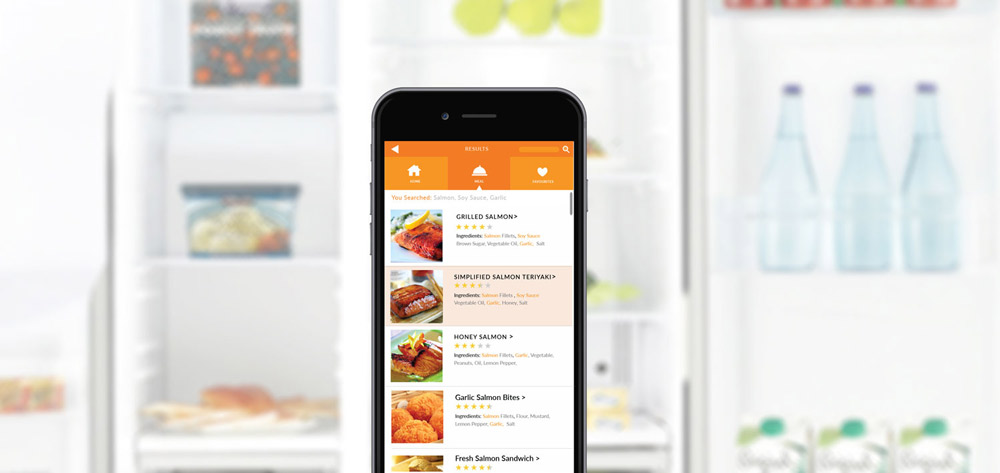 RESULTS
HOME
MEAL
FAVOURITES
You Searched: Salmon, Soy Sauce, Garlic
GRILLED SALMON>
Ingredients: Salmon Fillets, Soy Sauce
Brown Sugar, Vegetable Oil, Garlic, Salt
SIMPLIFIED SALMON TERIYAKI>
Ingredients: Salmon Fillets , Soy Sauce
Vegetable Oil, Garlic, Honey, Salt
HONEY SALMON >
Ingredients: Salmon Fillets, Garlic, Vegetable,
Peanuts, Oil, Lemon Pepper,
Garlic Salmon Bites >
Ingredients: Salmon Fillets, Flour, Mustard,
Lemon Pepper, Garlic, Salt
Fresh Salmon Sandwich >